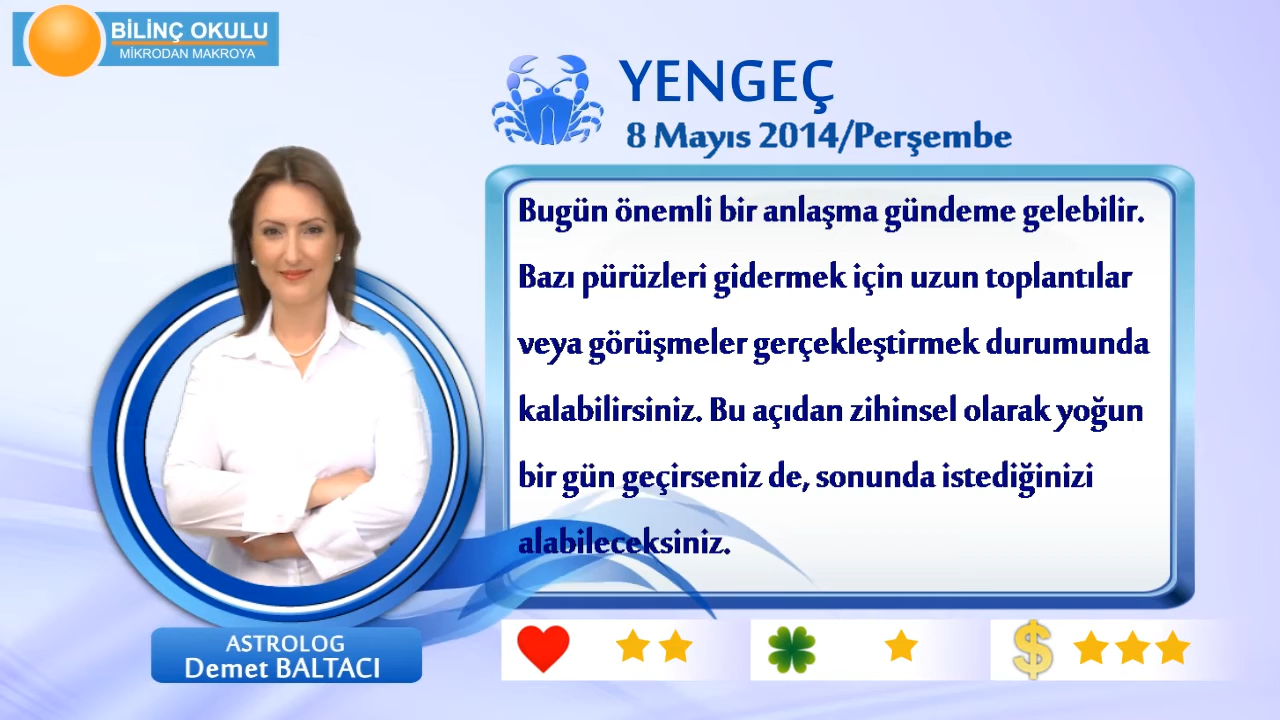 BİLİNÇ OKULU
MİKRODAN MAKROYA
YENGEÇ
8 Mayıs 2014/Perşembe
Bugün önemli bir anlaşma gündeme gelebilir.
Bazı pürüzleri gidermek için uzun toplantılar
veya görüşmeler gerçekleştirmek durumunda
kalabilirsiniz. Bu açıdan zihinsel olarak yoğun
bir gün geçirseniz de, sonunda istediğinizi
alabileceksiniz.
ASTROLOG
Demet BALTACI
$